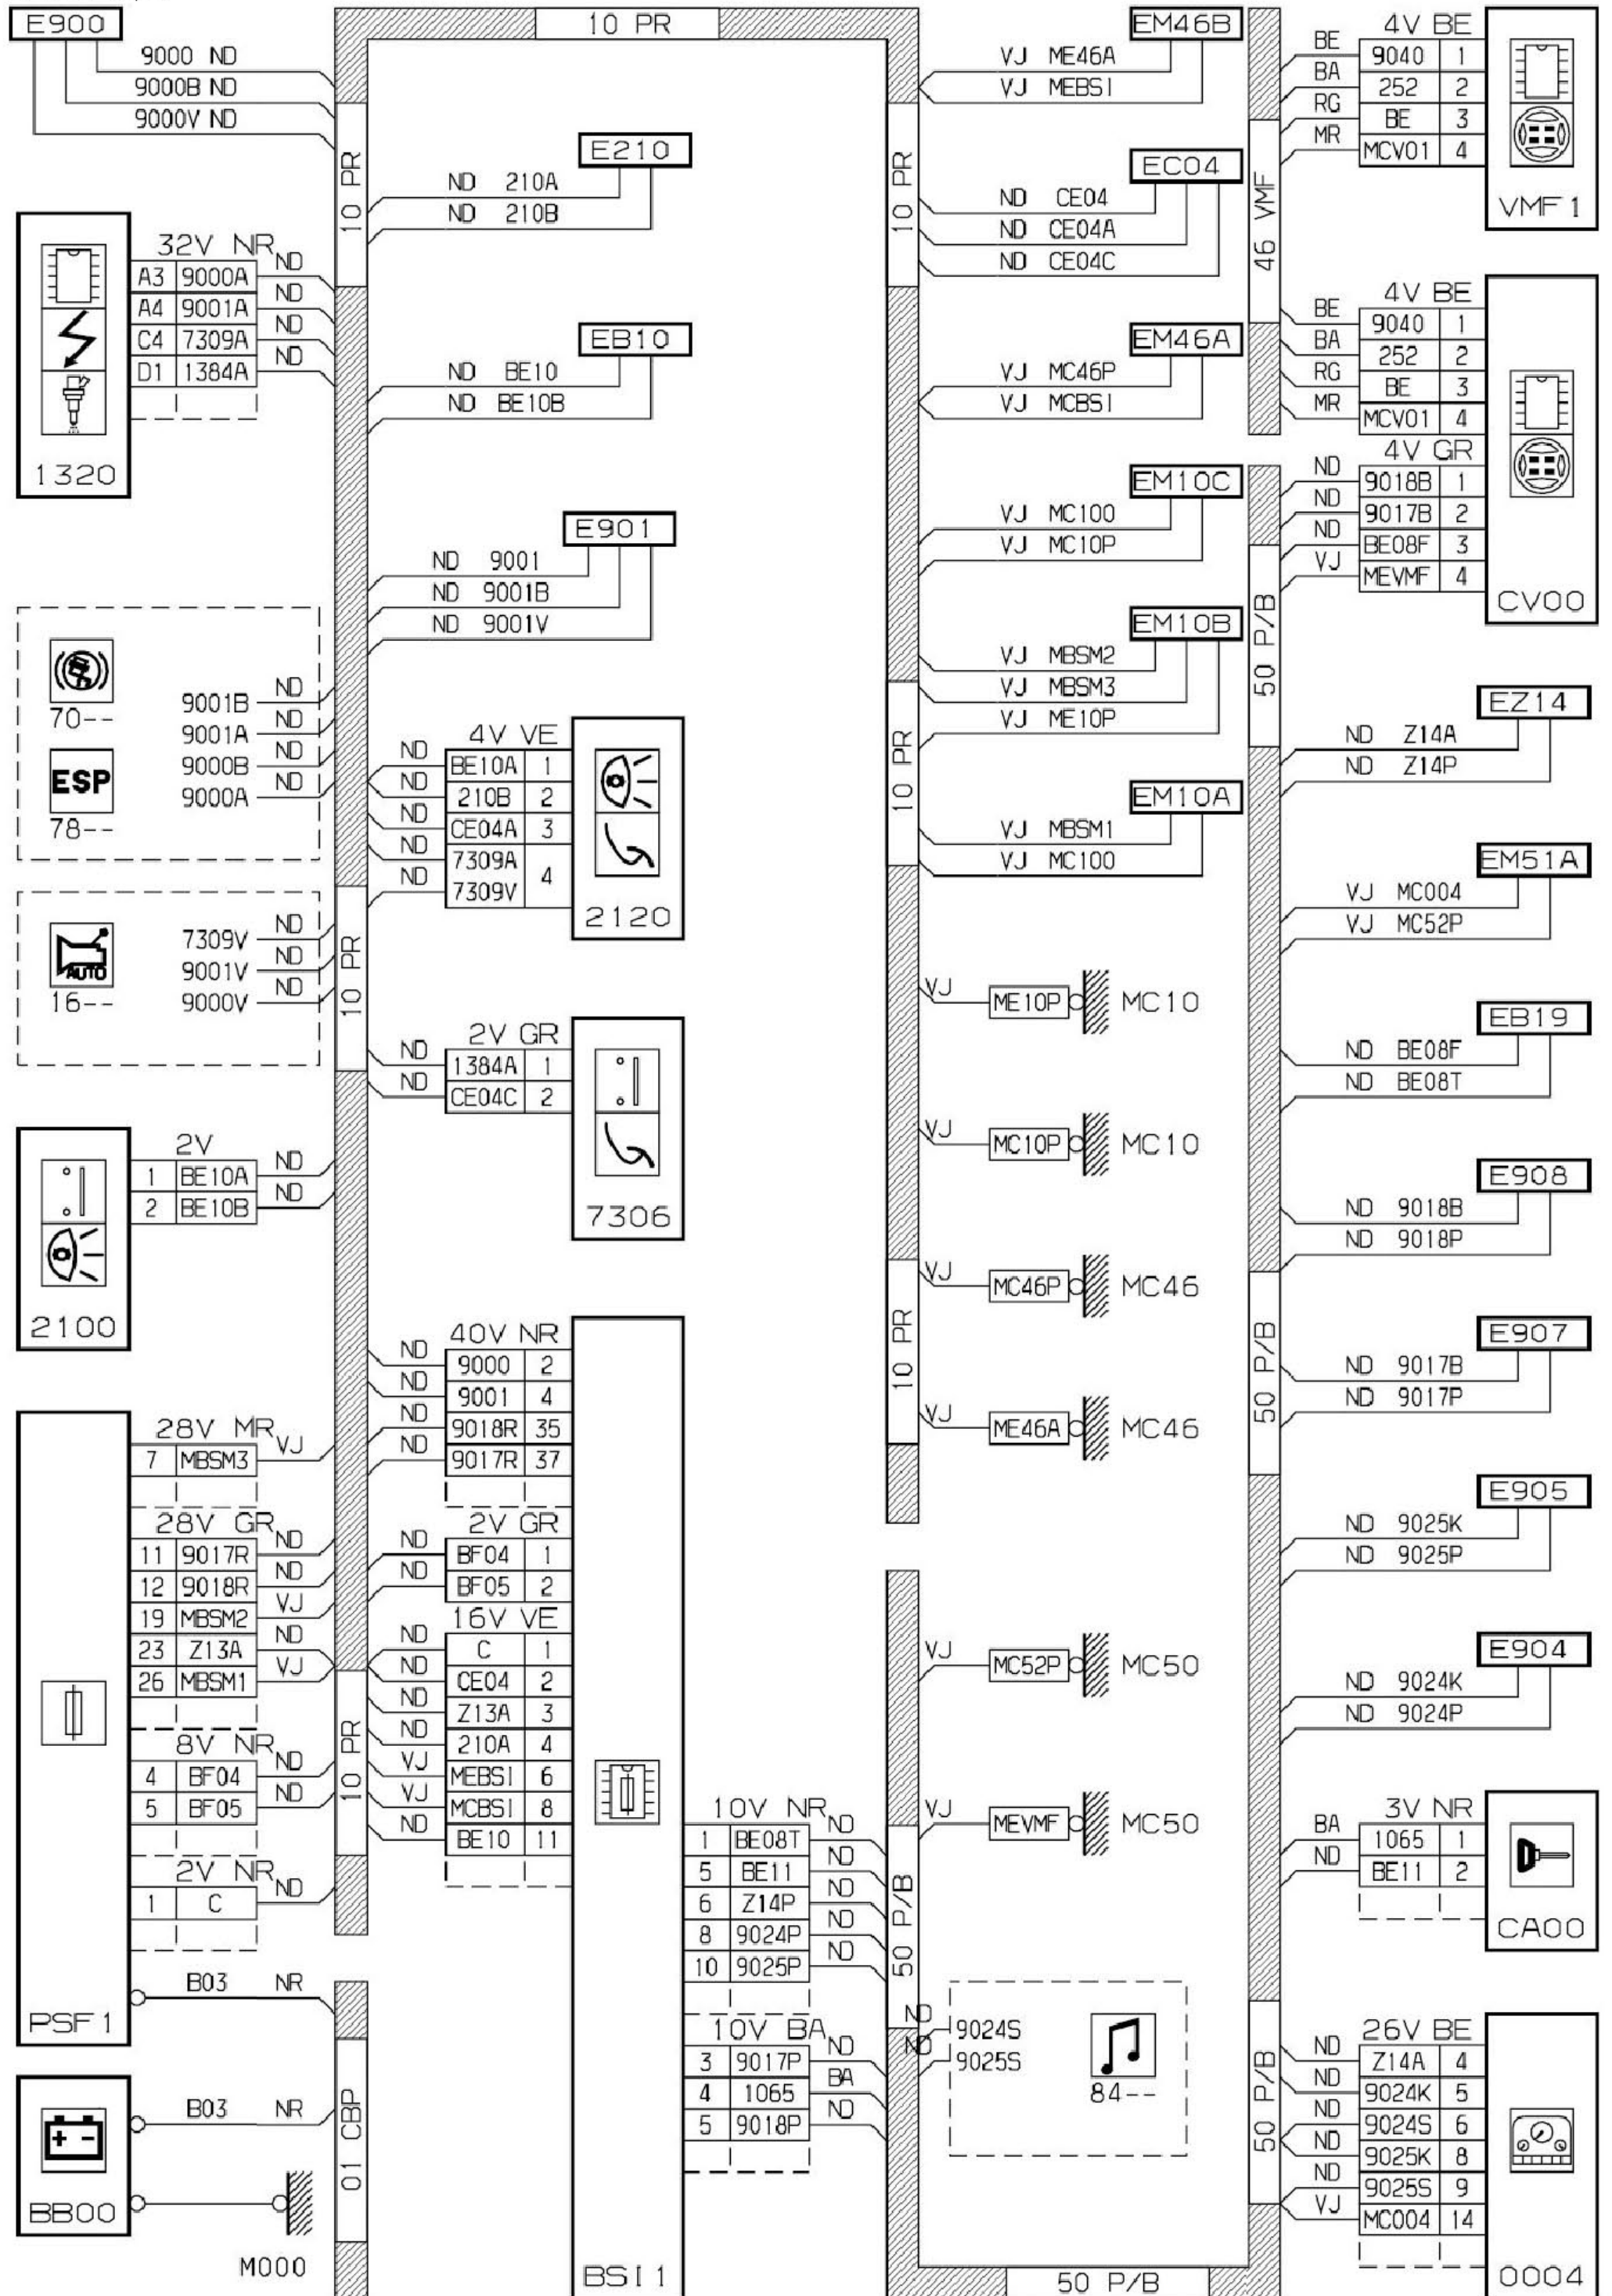 E900
9000 ND
9000B ND
9000V ND
10 PR
10 PR
1320
32V NR
A3 9000A ND
A4 9001A ND
C4 7309A ND
D1 1384A ND
70--
ESP
78--
9001B ND
9001A ND
9000B ND
9000A ND
AUTO
16--
7309V ND
9001V ND
9000V ND
10 PR
2100
2V
1 BE10A ND
2 BE10B ND
PSF1
28V MR
7 MBSM3 VJ
28V GR
11 9017R ND
12 9018R ND
19 MBSM2 VJ
23 Z13A ND
26 MBSM1 VJ
8V NR
4 BF04 ND
5 BF05 ND
2V NR
1 C ND
10 PR
B03 NR
BB00
+ -
B03 NR
M000
01 CBP
E210
ND 210A
ND 210B
EB10
ND BE10
ND BE10B
E901
ND 9001
ND 9001B
ND 9001V
2120
4V VE
ND BE10A 1
ND 210B 2
ND CE04A 3
ND 7309A 4
ND 7309V
7306
2V GR
ND 1384A 1
ND CE04C 2
BSI1
40V NR
ND 9000 2
ND 9001 4
ND 9018R 35
ND 9017R 37
2V GR
ND BF04 1
ND BF05 2
16V VE
ND C 1
ND CE04 2
ND Z13A 3
ND 210A 4
VJ MEBSI 6
VJ MCBSI 8
ND BE10 11
10V NR
1 BE08T ND
5 BE11 ND
6 Z14P ND
8 9024P ND
10 9025P ND
10V BA
3 9017P ND
4 1065 BA
5 9018P ND
10 PR
EM46B
VJ ME46A
VJ MEBSI
EC04
ND CE04
ND CE04A
ND CE04C
EM46A
VJ MC46P
VJ MCBSI
EM10C
VJ MC100
VJ MC10P
10 PR
EM10B
VJ MBSM2
VJ MBSM3
VJ ME10P
EM10A
VJ MBSM1
VJ MC100
VJ ME10P MC10
VJ MC10P MC10
10 PR
VJ MC46P MC46
VJ ME46A MC46
VJ MC52P MC50
VJ MEVMF MC50
50 P/B
ND 9024S
ND 9025S
84--
50 P/B
VMF1
4V BE
BE 9040 1
BA 252 2
RG BE 3
MR MCV01 4
46 VMF
CV00
4V BE
BE 9040 1
BA 252 2
RG BE 3
MR MCV01 4
4V GR
ND 9018B 1
ND 9017B 2
ND BE08F 3
VJ MEVMF 4
50 P/B
EZ14
ND Z14A
ND Z14P
EM51A
VJ MC004
VJ MC52P
EB19
ND BE08F
ND BE08T
E908
ND 9018B
ND 9018P
50 P/B
E907
ND 9017B
ND 9017P
E905
ND 9025K
ND 9025P
E904
ND 9024K
ND 9024P
CA00
3V NR
BA 1065 1
ND BE11 2
50 P/B
0004
26V BE
ND Z14A 4
ND 9024K 5
ND 9024S 6
ND 9025K 8
ND 9025S 9
VJ MC004 14